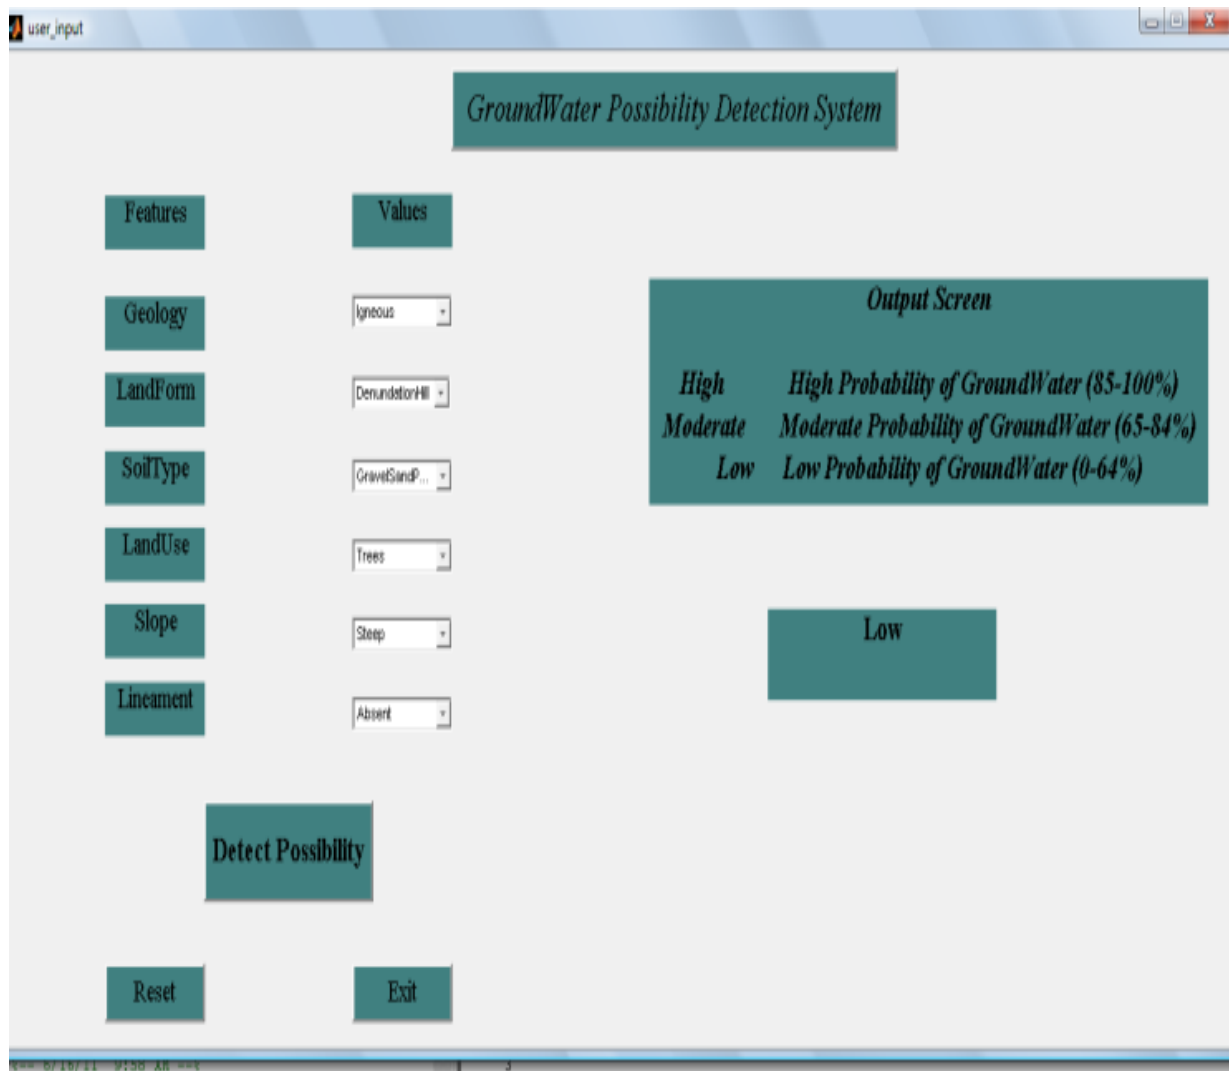 user_input
GroundWater Possibility Detection System
Features Values
Geology Igneous
LandForm DenundationHill
SoilType GravelSandP...
LandUse Trees
Slope Steep
Lineament Absent
Detect Possibility
Reset Exit
Output Screen
High High Probability of GroundWater (85-100%)
Moderate Moderate Probability of GroundWater (65-84%)
Low Low Probability of GroundWater (0-64%)
Low